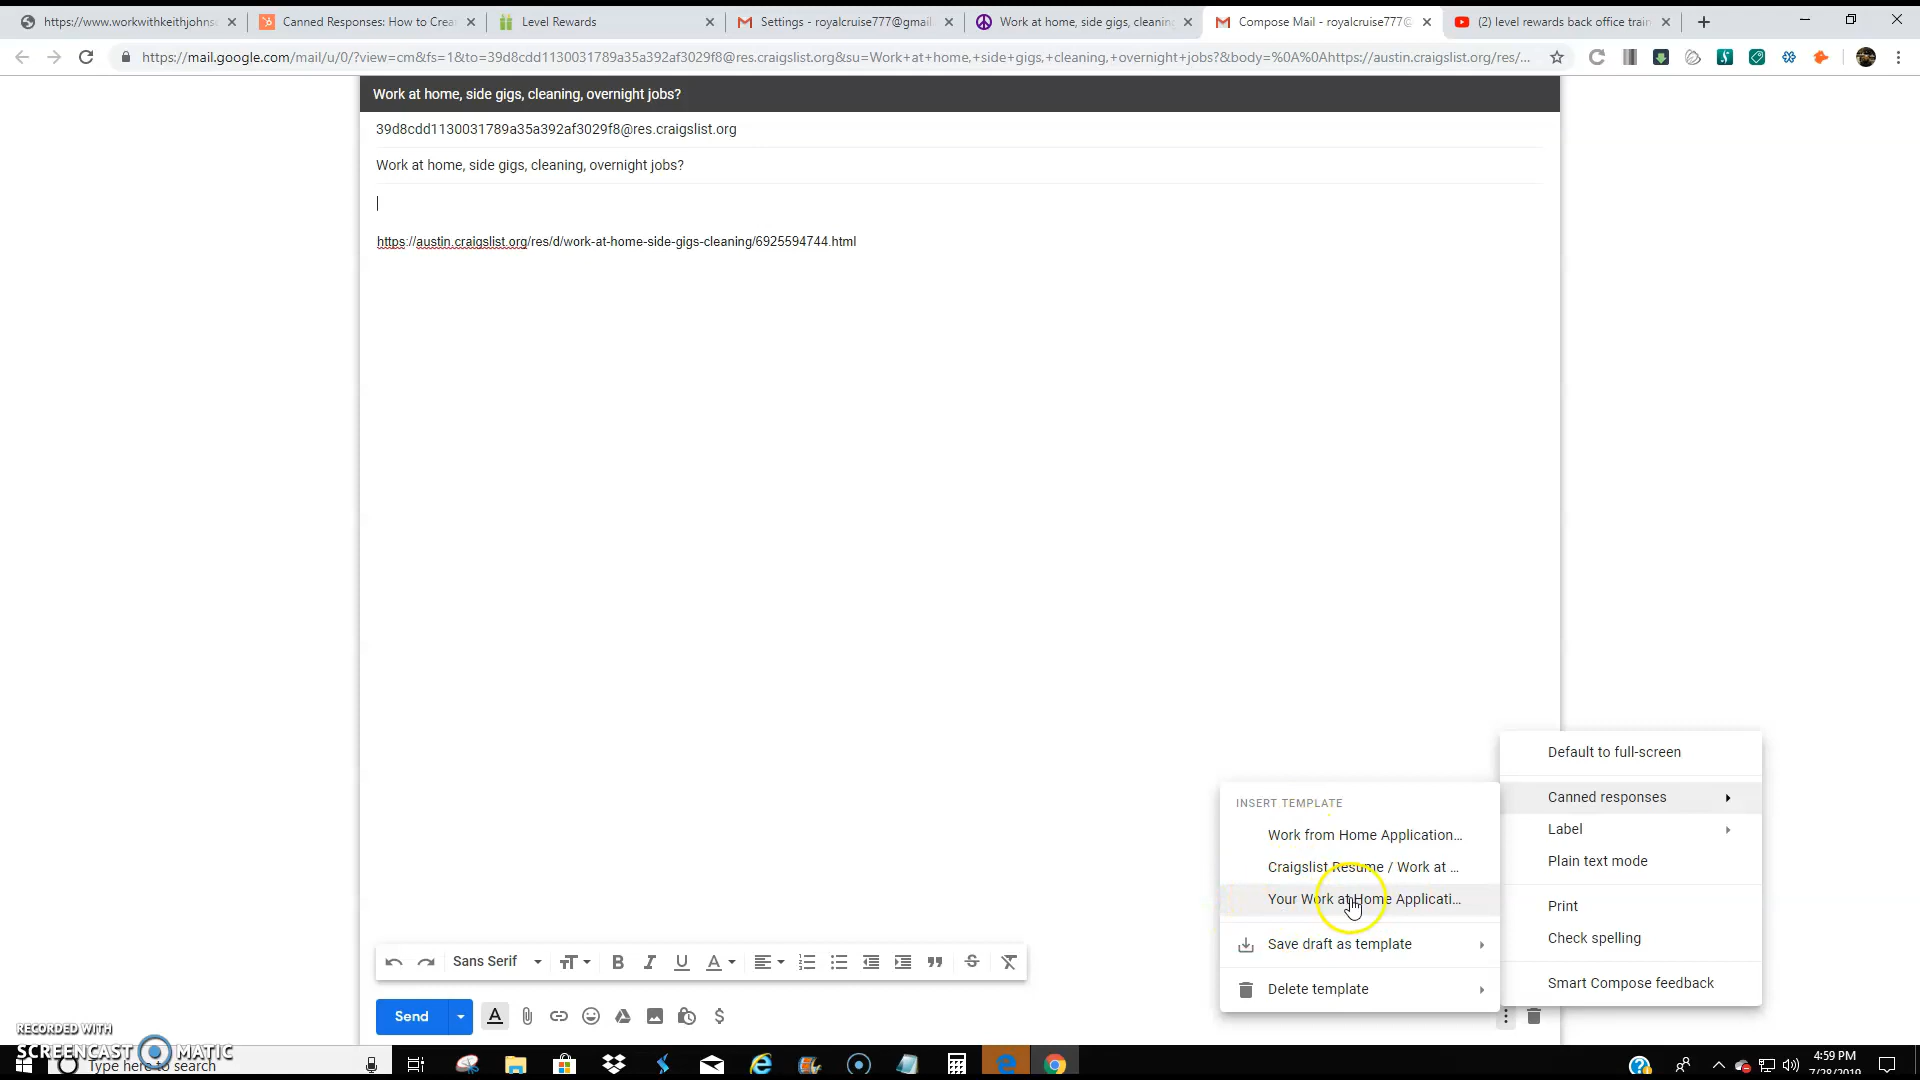 https://www.workwithkeithjohns
Canned Responses: How to Crea
Level Rewards
Settings - royalcruise777@gmail
Work at home, side gigs, cleaning
Compose Mail - royalcruise777@
(2) level rewards back office train
https://mail.google.com/mail/u/0/?view=cm&fs=1&to=39d8cdd1130031789a35a392af3029f8@res.craigslist.org&su=Work+at+home,+side+gigs,+cleaning,+overnight+jobs?&body=%0A%0Ahttps://austin.craigslist.org/res/...
Work at home, side gigs, cleaning, overnight jobs?
39d8cdd1130031789a35a392af3029f8@res.craigslist.org
Work at home, side gigs, cleaning, overnight jobs?
https://austin.craigslist.org/res/d/work-at-home-side-gigs-cleaning/6925594744.html
Default to full-screen
Canned responses
Label
Plain text mode
Print
Check spelling
Smart Compose feedback
INSERT TEMPLATE
Work from Home Application...
Craigslist Resume / Work at ...
Your Work at Home Applicati...
Save draft as template
Delete template
Sans Serif
Send
RECORDED WITH
SCREENCAST MATIC
Type here to search
4:59 PM
7/28/2019